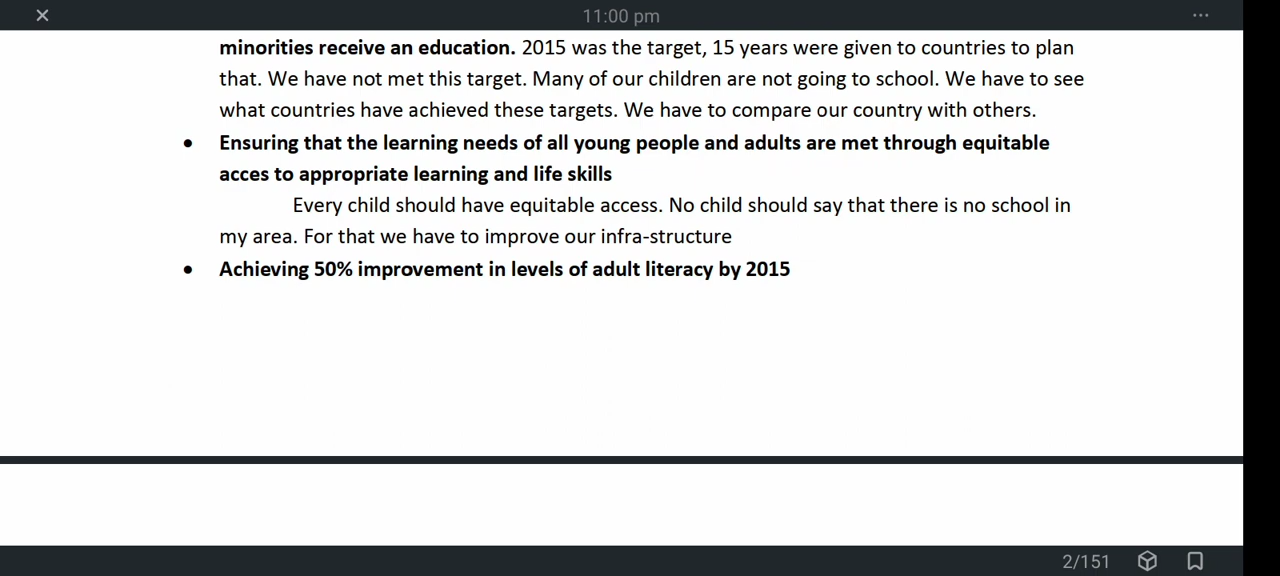 11:00 pm
minorities receive an education. 2015 was the target, 15 years were given to countries to plan
that. We have not met this target. Many of our children are not going to school. We have to see
what countries have achieved these targets. We have to compare our country with others.
• Ensuring that the learning needs of all young people and adults are met through equitable
acces to appropriate learning and life skills
Every child should have equitable access. No child should say that there is no school in
my area. For that we have to improve our infra-structure
• Achieving 50% improvement in levels of adult literacy by 2015
2/151